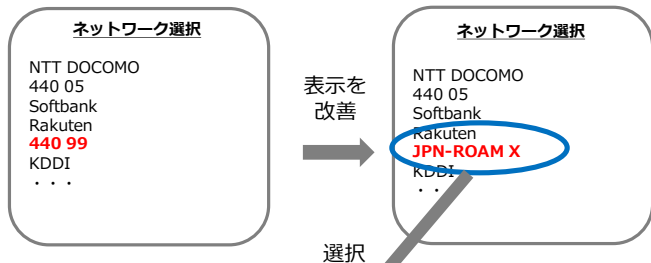 ネットワーク選択
NTT DOCOMO
440 05
Softbank
Rakuten
440 99
KDDI
・・・
表示を
改善
ネットワーク選択
NTT DOCOMO
440 05
Softbank
Rakuten
JPN-ROAM X
KDDI
・・
選択